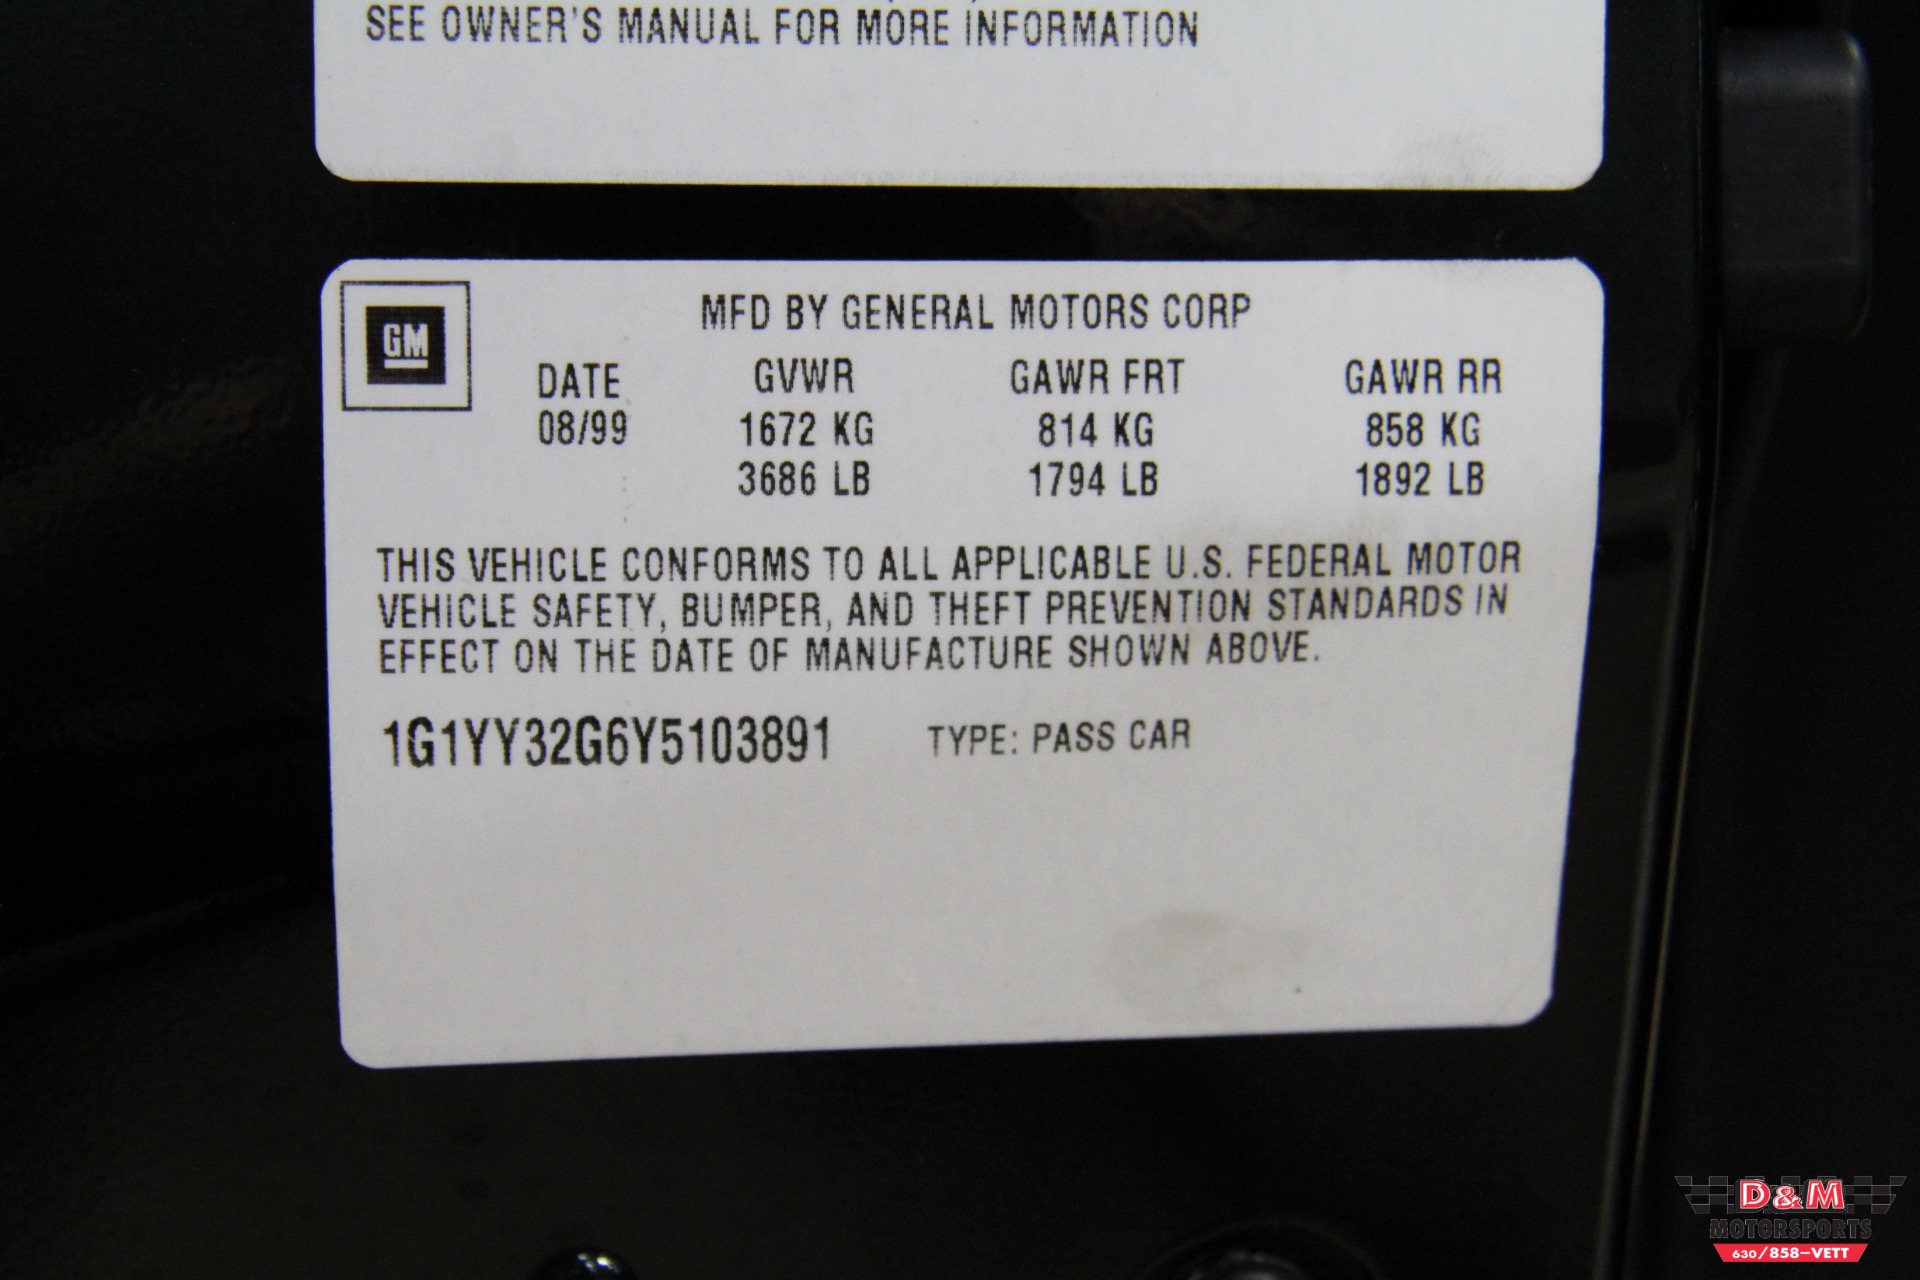 SEE OWNER'S MANUAL FOR MORE INFORMATION
GM
MFD BY GENERAL MOTORS CORP
DATE GVWR GAWR FRT GAWR RR
08/99 1672 KG 814 KG 858 KG
3686 LB 1794 LB 1892 LB
THIS VEHICLE CONFORMS TO ALL APPLICABLE U.S. FEDERAL MOTOR
VEHICLE SAFETY, BUMPER, AND THEFT PREVENTION STANDARDS IN
EFFECT ON THE DATE OF MANUFACTURE SHOWN ABOVE.
1G1YY32G6Y5103891 TYPE: PASS CAR
D&M
MOTORSPORTS
630/858-VETT